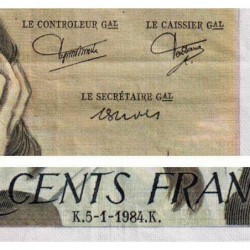 LE CONTROLEUR GAL LE CAISSIER GAL
LE SECRÉTAIRE GAL
CENTS FRAN
K.5-1-1984.K.